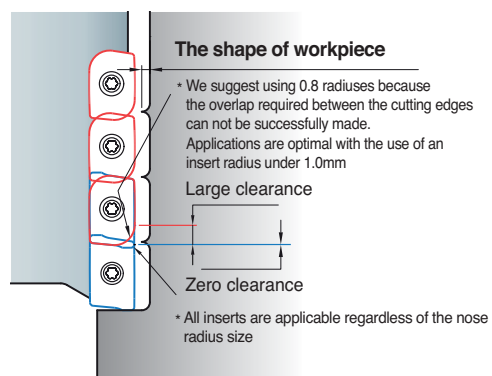 The shape of workpiece
* We suggest using 0.8 radiuses because
the overlap required between the cutting edges
can not be successfully made.
Applications are optimal with the use of an
insert radius under 1.0mm
Large clearance
Zero clearance
* All inserts are applicable regardless of the nose
radius size